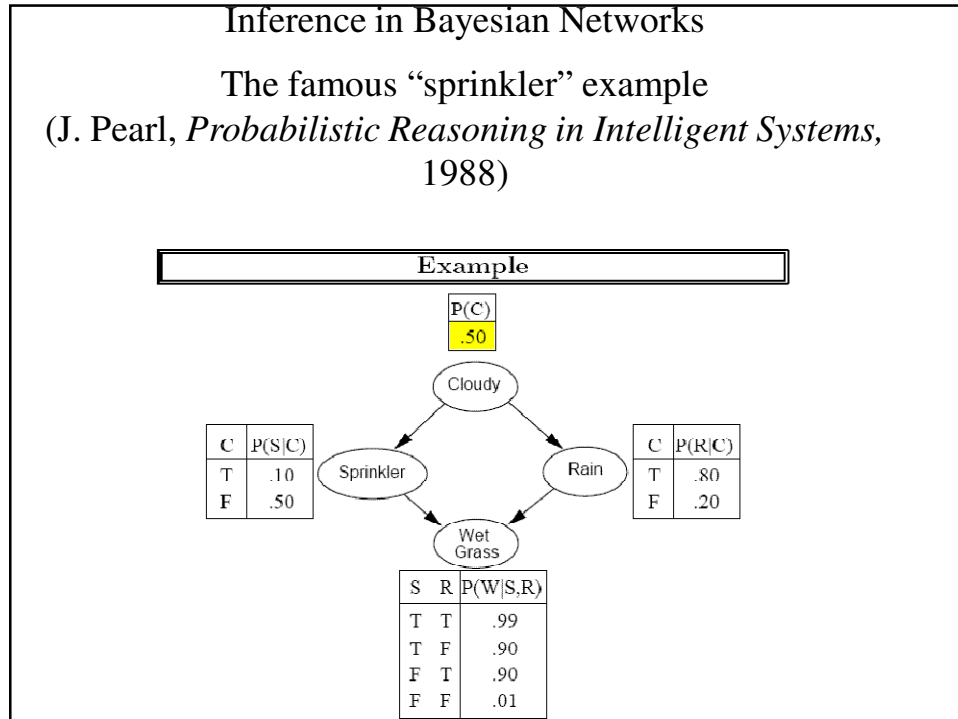 Inference in Bayesian Networks
The famous “sprinkler” example
(J. Pearl, Probabilistic Reasoning in Intelligent Systems,
1988)
Example
P(C)
.50
Cloudy
C P(S|C)
T .10
F .50
Sprinkler
Rain
C P(R|C)
T .80
F .20
Wet
Grass
S R P(W|S,R)
T T .99
T F .90
F T .90
F F .01